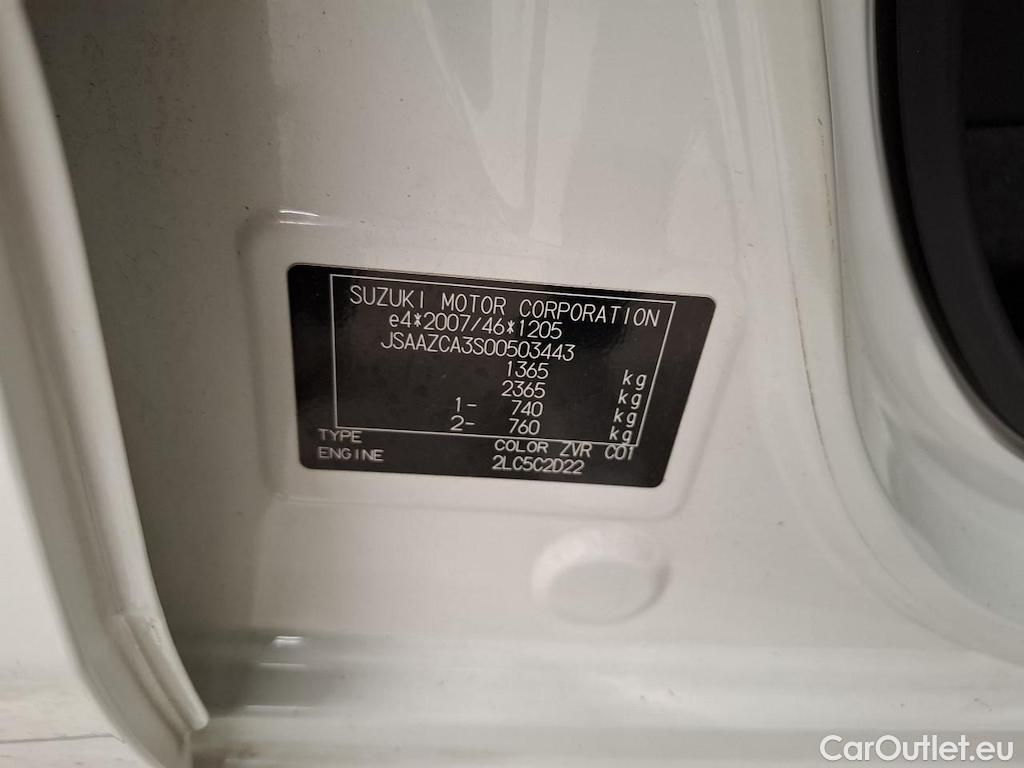 SUZUKI MOTOR CORPORATION
e4*2007/46*1205
JSAAZCA3S00503443
1365 kg
2365 kg
1- 740 kg
2- 760 kg
TYPE COLOR ZVR COT
ENGINE 2LC5C2D22
CarOutlet.eu